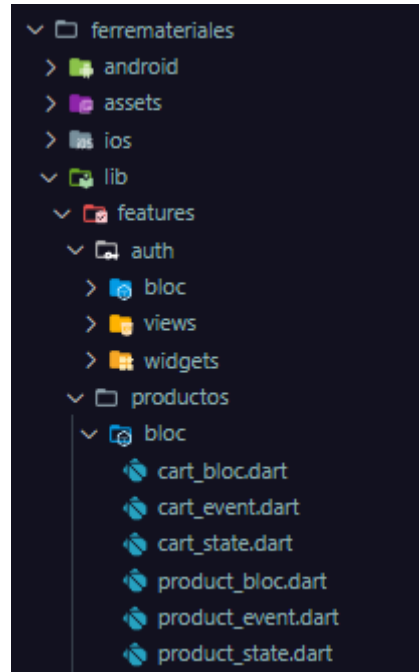 ferremateriales
android
assets
ios
lib
features
auth
bloc
views
widgets
productos
bloc
cart_bloc.dart
cart_event.dart
cart_state.dart
product_bloc.dart
product_event.dart
product_state.dart